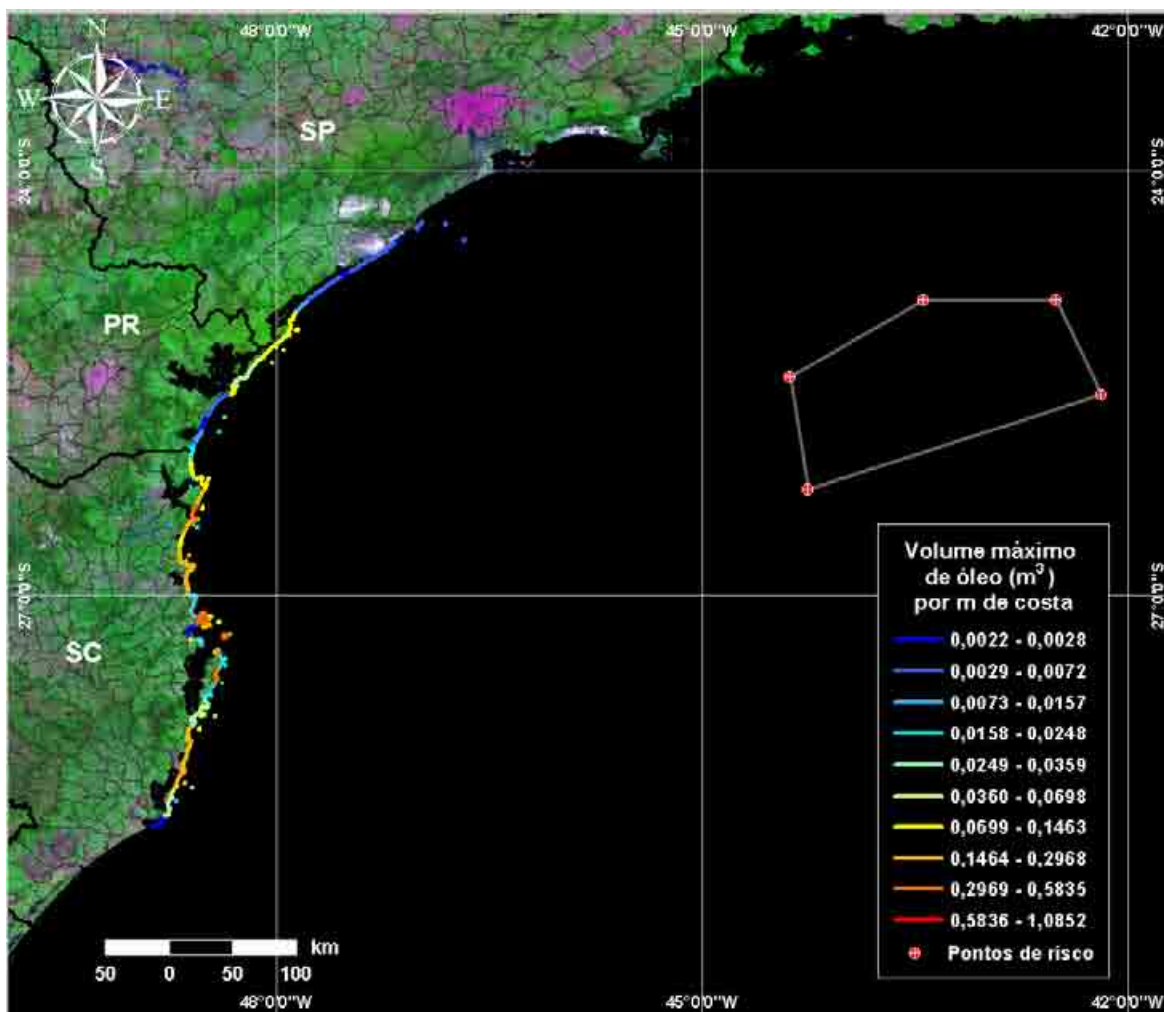 48°0'0"W 45°0'0"W 42°0'0"W
N
W E
S
SP
24°0'0"S 24°0'0"S
PR
SC
27°0'0"S 27°0'0"S
Volume máximo
de óleo (m³)
por m de costa
0,0022 - 0,0028
0,0029 - 0,0072
0,0073 - 0,0157
0,0158 - 0,0248
0,0249 - 0,0359
0,0360 - 0,0698
0,0699 - 0,1463
0,1464 - 0,2968
0,2969 - 0,5835
0,5836 - 1,0852
Pontos de risco
km
50 0 50 100
48°0'0"W 45°0'0"W 42°0'0"W